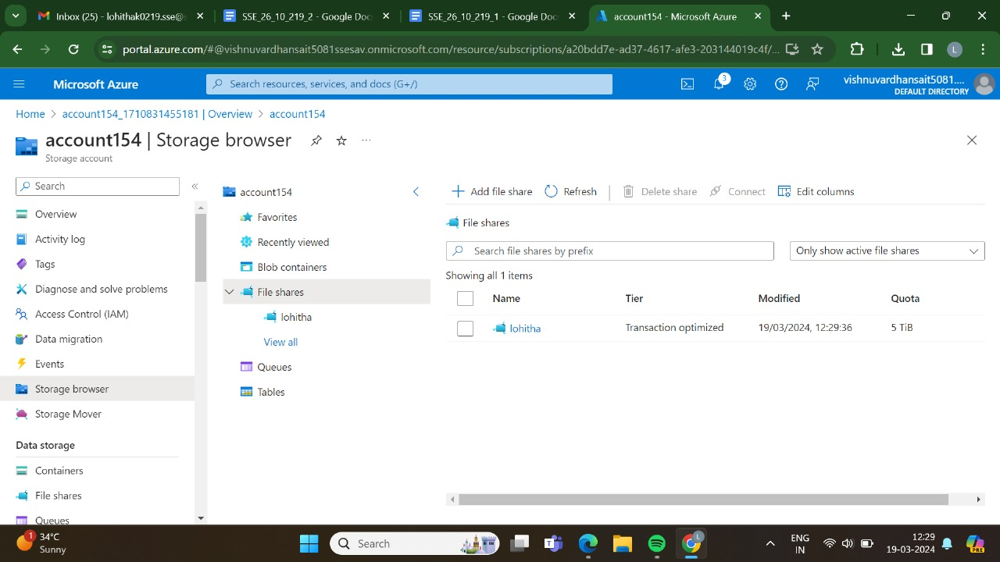 Inbox (25) - lohithak0219.sse@s
SSE_26_10_219_2 - Google Doc
SSE_26_10_219_1 - Google Doc
account154 - Microsoft Azure
portal.azure.com/#@vishnuvardhansait5081ssesav.onmicrosoft.com/resource/subscriptions/a20bdd7e-ad37-4617-afe3-203144019c4f/...
L
Microsoft Azure
Search resources, services, and docs (G+/)
3
vishnuvardhansait5081....
DEFAULT DIRECTORY
Home > account154_1710831455181 | Overview > account154
account154 | Storage browser
Storage account
Search
Overview
Activity log
Tags
Diagnose and solve problems
Access Control (IAM)
Data migration
Events
Storage browser
Storage Mover
Data storage
Containers
File shares
Queues
account154
Favorites
Recently viewed
Blob containers
File shares
lohitha
View all
Queues
Tables
Add file share
Refresh
Delete share
Connect
Edit columns
File shares
Search file shares by prefix
Only show active file shares
Showing all 1 items
Name Tier Modified Quota
lohitha Transaction optimized 19/03/2024, 12:29:36 5 TiB
1
34°C
Sunny
Search
L
ENG
IN
12:29
19-03-2024
PRE